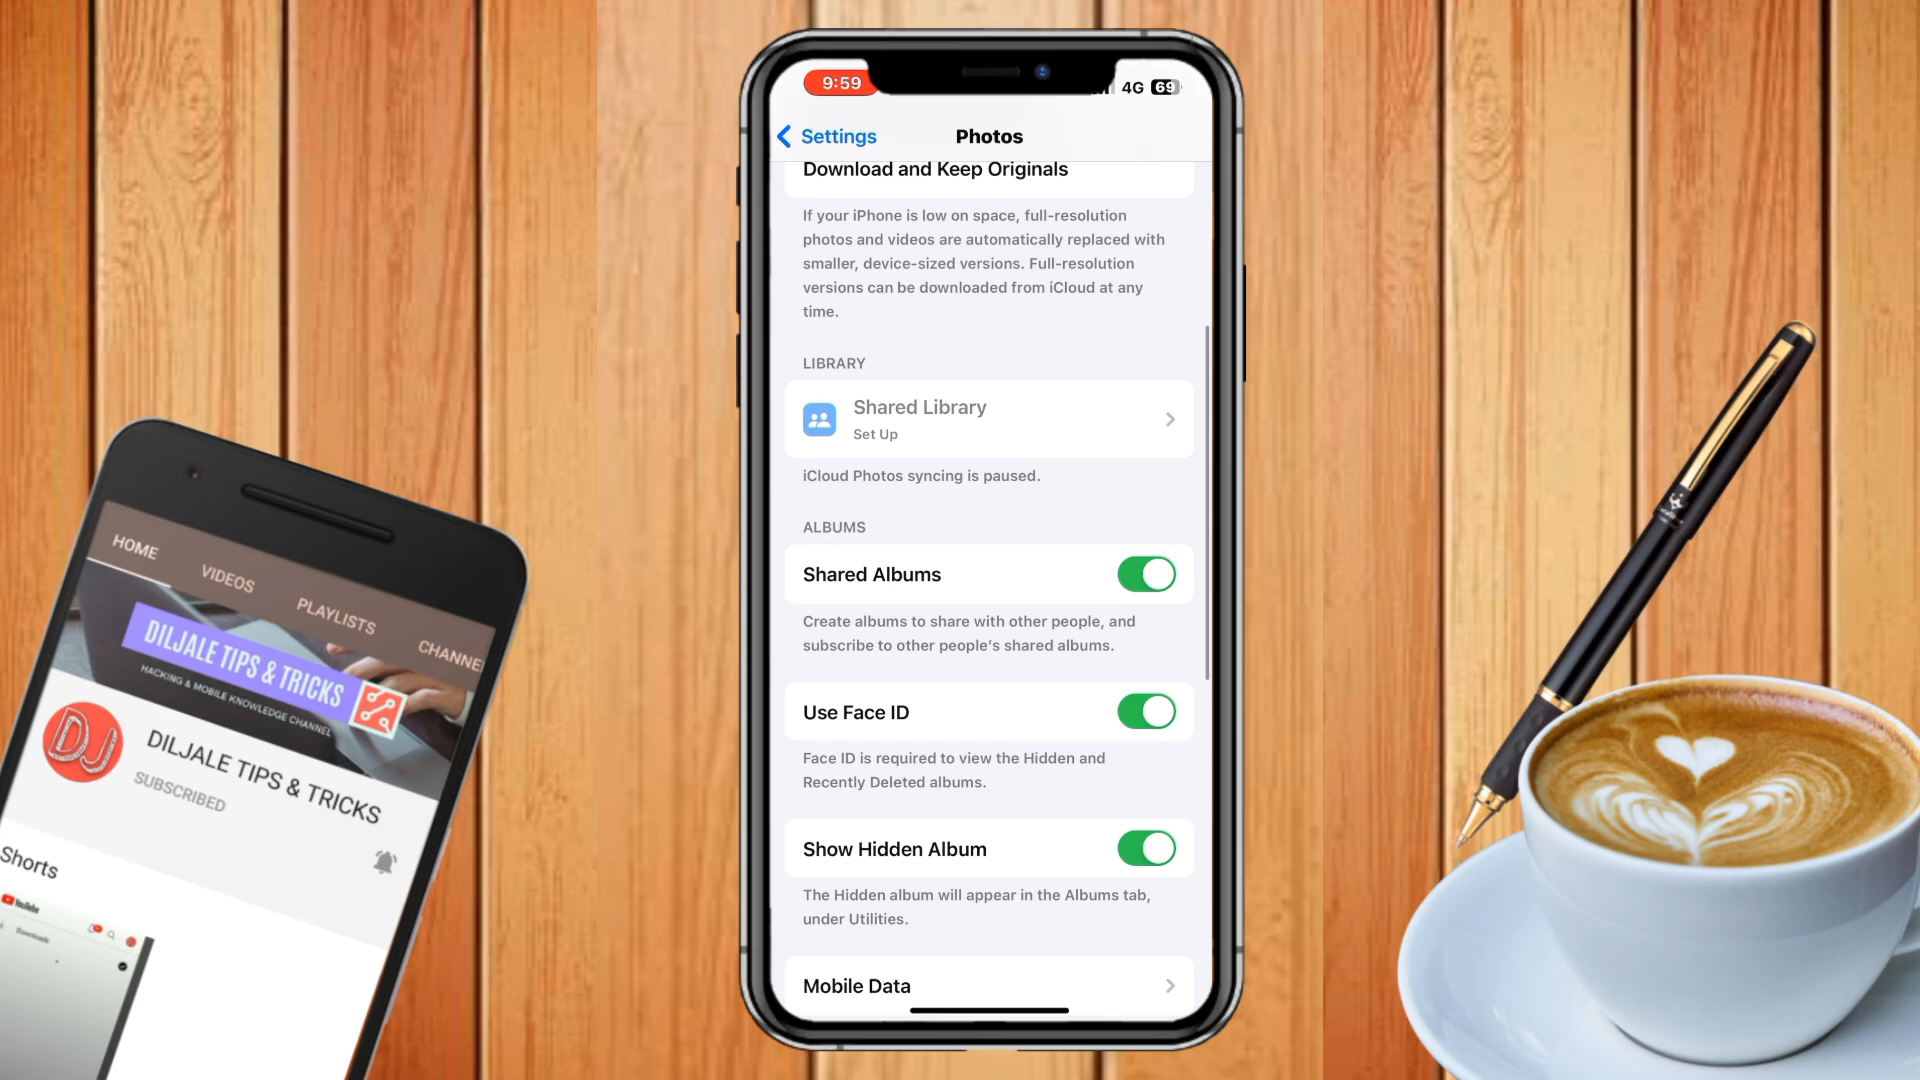 9:59
4G 69
Settings
Photos
Download and Keep Originals
If your iPhone is low on space, full-resolution
photos and videos are automatically replaced with
smaller, device-sized versions. Full-resolution
versions can be downloaded from iCloud at any
time.
LIBRARY
Shared Library
Set Up
iCloud Photos syncing is paused.
ALBUMS
Shared Albums
Create albums to share with other people, and
subscribe to other people’s shared albums.
Use Face ID
Face ID is required to view the Hidden and
Recently Deleted albums.
Show Hidden Album
The Hidden album will appear in the Albums tab,
under Utilities.
Mobile Data
HOME VIDEOS PLAYLISTS CHANNE
DILJALE TIPS & TRICKS
HACKING & MOBILE KNOWLEDGE CHANNEL
DJ
DILJALE TIPS & TRICKS
SUBSCRIBED
Shorts
YouTube
Downloads